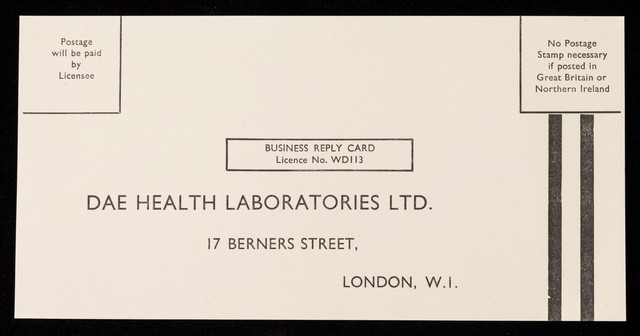 Postage
will be paid
by
Licensee
No Postage
Stamp necessary
if posted in
Great Britain or
Northern Ireland
BUSINESS REPLY CARD
Licence No. WD113
DAE HEALTH LABORATORIES LTD.
17 BERNERS STREET,
LONDON, W.1.